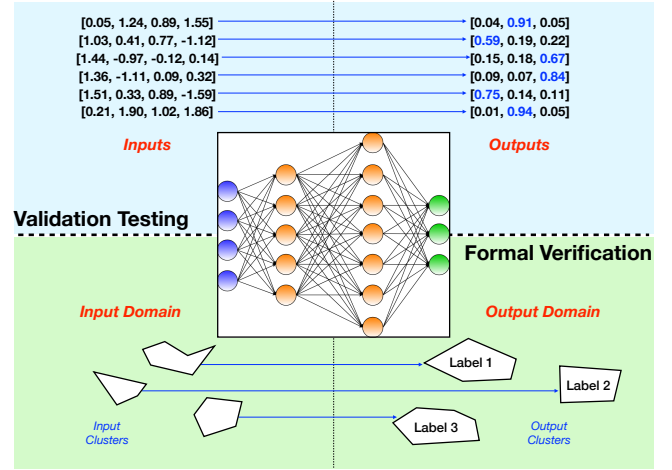 [0.05, 1.24, 0.89, 1.55] [0.04, 0.91, 0.05]
[1.03, 0.41, 0.77, -1.12] [0.59, 0.19, 0.22]
[1.44, -0.97, -0.12, 0.14] [0.15, 0.18, 0.67]
[1.36, -1.11, 0.09, 0.32] [0.09, 0.07, 0.84]
[1.51, 0.33, 0.89, -1.59] [0.75, 0.14, 0.11]
[0.21, 1.90, 1.02, 1.86] [0.01, 0.94, 0.05]
Inputs
Outputs
Validation Testing
Formal Verification
Input Domain
Output Domain
Label 1
Label 2
Label 3
Input
Clusters
Output
Clusters